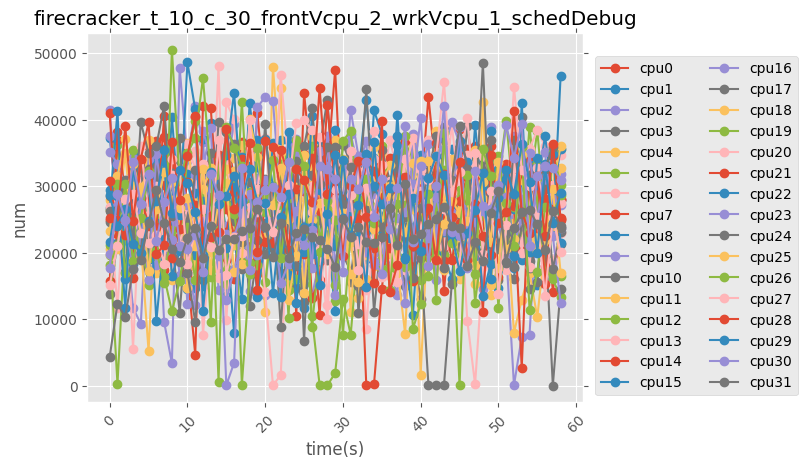 firecracker_t_10_c_30_frontVcpu_2_wrkVcpu_1_schedDebug
50000
40000
30000
20000
10000
0
num
0
10
20
30
40
50
60
time(s)
cpu0
cpu1
cpu2
cpu3
cpu4
cpu5
cpu6
cpu7
cpu8
cpu9
cpu10
cpu11
cpu12
cpu13
cpu14
cpu15
cpu16
cpu17
cpu18
cpu19
cpu20
cpu21
cpu22
cpu23
cpu24
cpu25
cpu26
cpu27
cpu28
cpu29
cpu30
cpu31